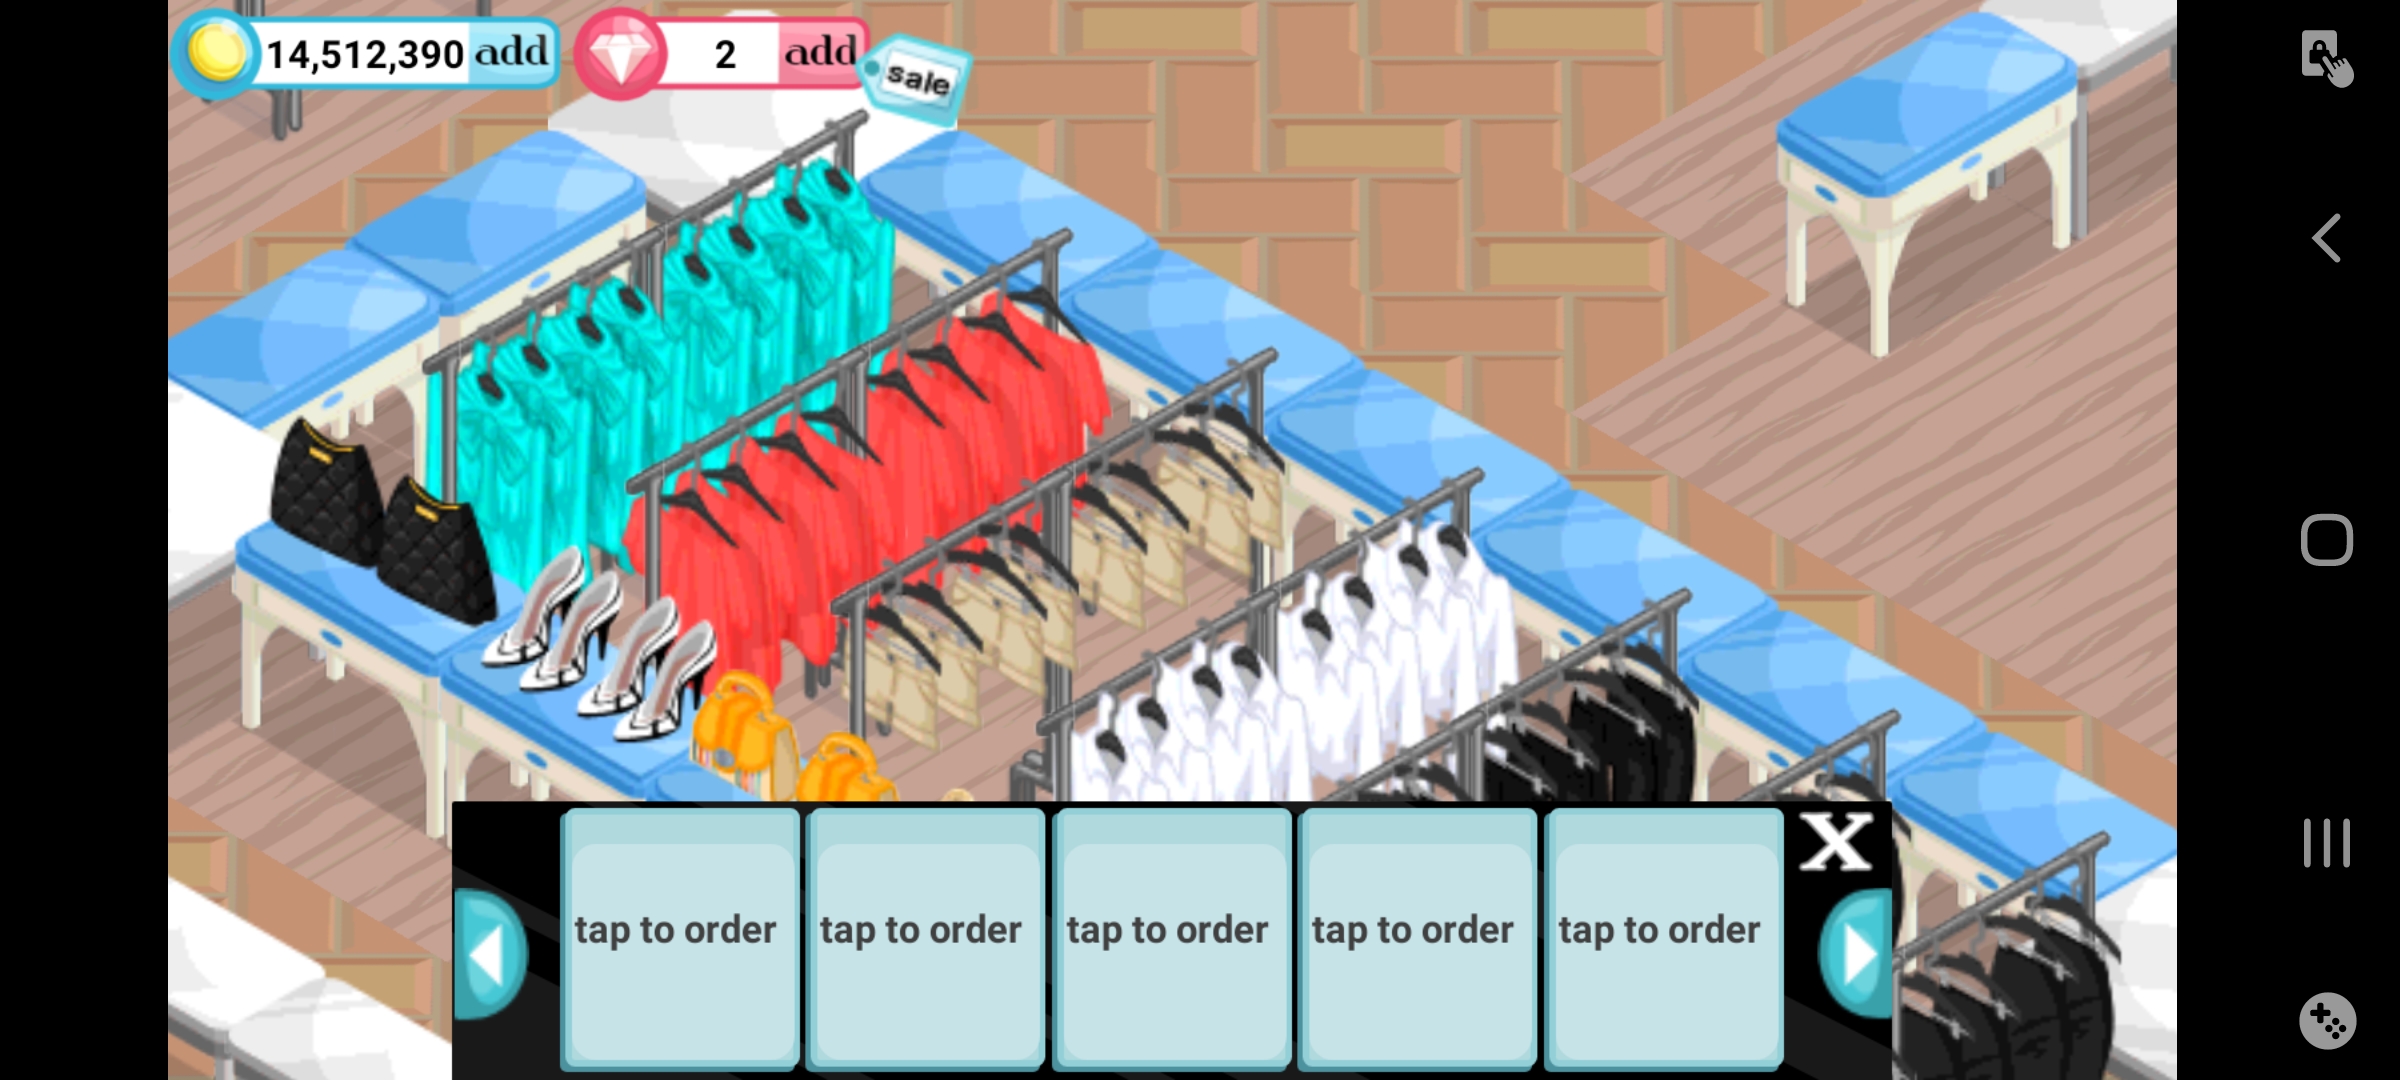 14,512,390 add
2 add
sale
X
tap to order
tap to order
tap to order
tap to order
tap to order